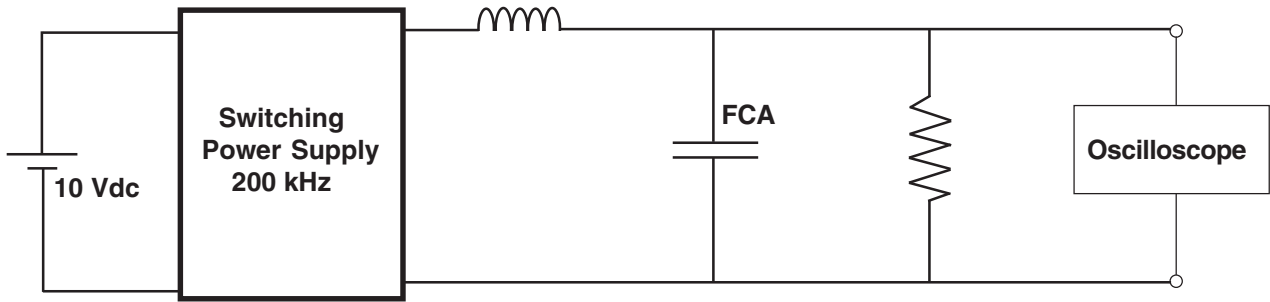 10 Vdc
Switching
Power Supply
200 kHz
FCA
Oscilloscope